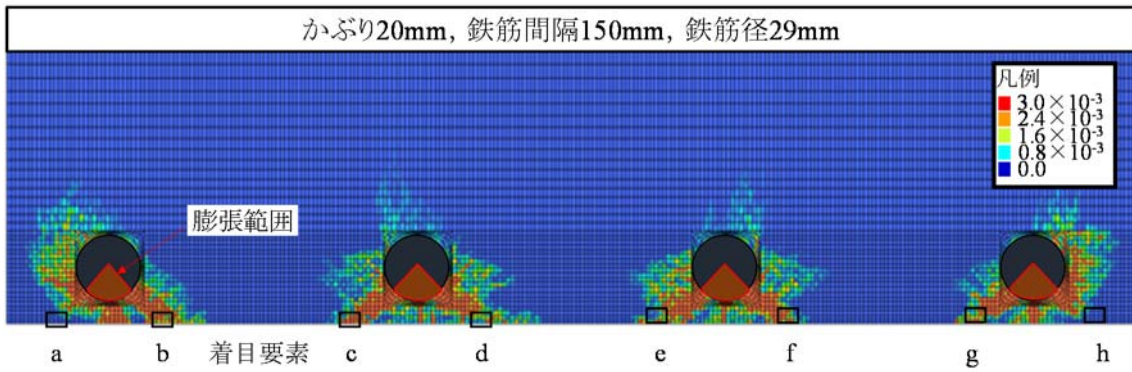 かぶり20mm, 鉄筋間隔150mm, 鉄筋径29mm
凡例
3.0×10-3
2.4×10-3
1.6×10-3
0.8×10-3
0.0
膨張範囲
a b 着目要素 c d e f g h